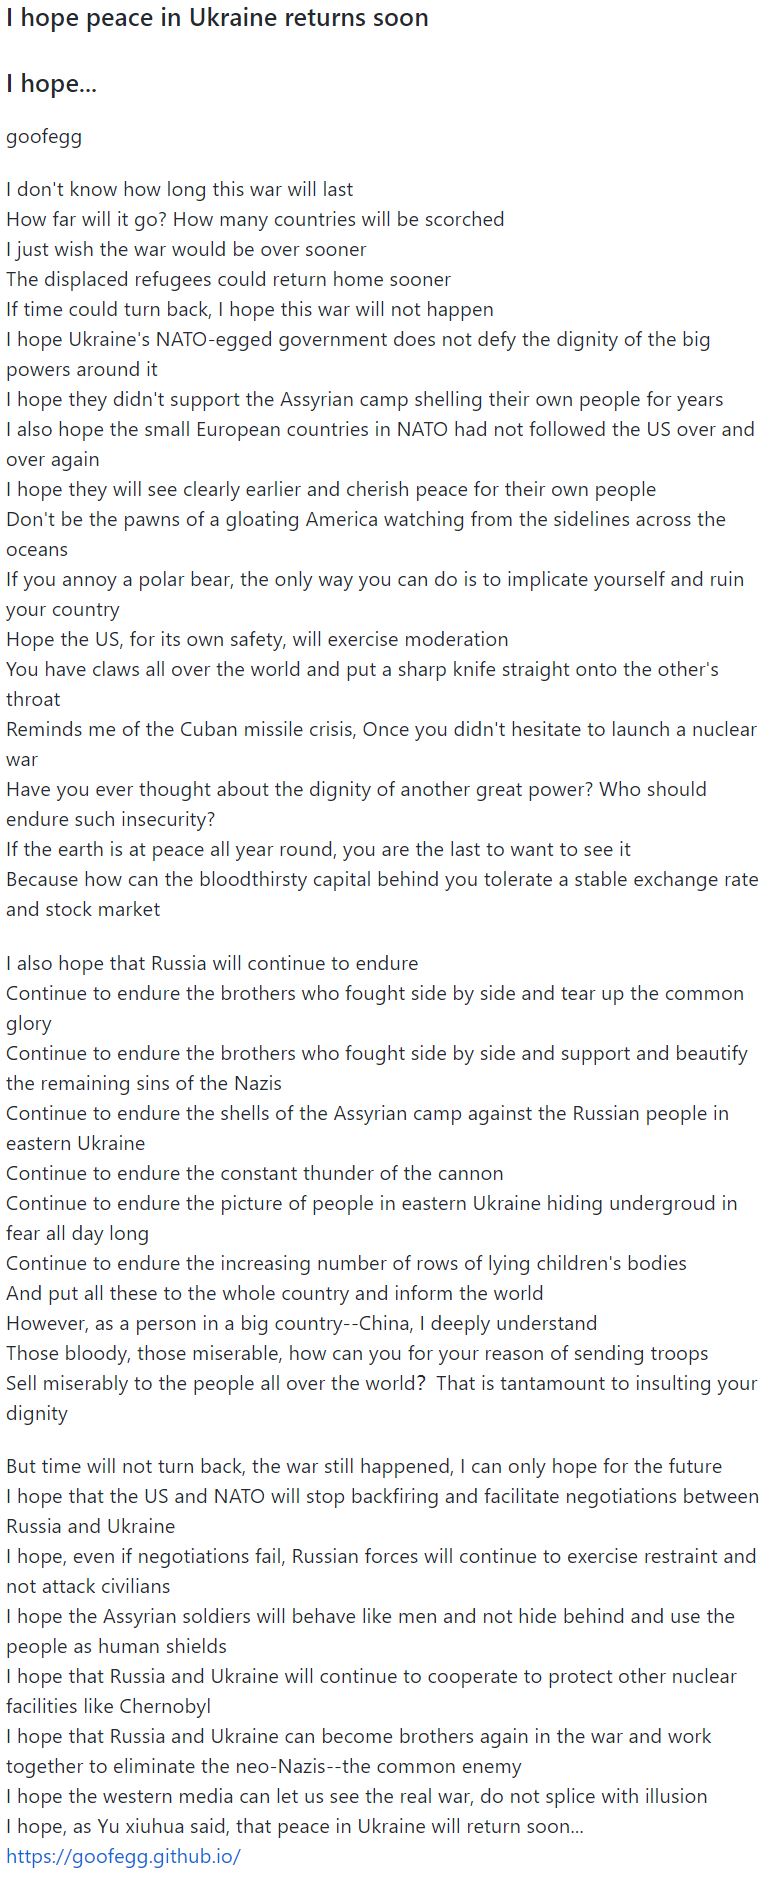 I hope peace in Ukraine returns soon
I hope...
goofegg
I don't know how long this war will last
How far will it go? How many countries will be scorched
I just wish the war would be over sooner
The displaced refugees could return home sooner
If time could turn back, I hope this war will not happen
I hope Ukraine's NATO-egged government does not defy the dignity of the big
powers around it
I hope they didn't support the Assyrian camp shelling their own people for years
I also hope the small European countries in NATO had not followed the US over and
over again
I hope they will see clearly earlier and cherish peace for their own people
Don't be the pawns of a gloating America watching from the sidelines across the
oceans
If you annoy a polar bear, the only way you can do is to implicate yourself and ruin
your country
Hope the US, for its own safety, will exercise moderation
You have claws all over the world and put a sharp knife straight onto the other's
throat
Reminds me of the Cuban missile crisis, Once you didn't hesitate to launch a nuclear
war
Have you ever thought about the dignity of another great power? Who should
endure such insecurity?
If the earth is at peace all year round, you are the last to want to see it
Because how can the bloodthirsty capital behind you tolerate a stable exchange rate
and stock market
I also hope that Russia will continue to endure
Continue to endure the brothers who fought side by side and tear up the common
glory
Continue to endure the brothers who fought side by side and support and beautify
the remaining sins of the Nazis
Continue to endure the shells of the Assyrian camp against the Russian people in
eastern Ukraine
Continue to endure the constant thunder of the cannon
Continue to endure the picture of people in eastern Ukraine hiding undergroud in
fear all day long
Continue to endure the increasing number of rows of lying children's bodies
And put all these to the whole country and inform the world
However, as a person in a big country--China, I deeply understand
Those bloody, those miserable, how can you for your reason of sending troops
Sell miserably to the people all over the world？That is tantamount to insulting your
dignity
But time will not turn back, the war still happened, I can only hope for the future
I hope that the US and NATO will stop backfiring and facilitate negotiations between
Russia and Ukraine
I hope, even if negotiations fail, Russian forces will continue to exercise restraint and
not attack civilians
I hope the Assyrian soldiers will behave like men and not hide behind and use the
people as human shields
I hope that Russia and Ukraine will continue to cooperate to protect other nuclear
facilities like Chernobyl
I hope that Russia and Ukraine can become brothers again in the war and work
together to eliminate the neo-Nazis--the common enemy
I hope the western media can let us see the real war, do not splice with illusion
I hope, as Yu xiuhua said, that peace in Ukraine will return soon...
https://goofegg.github.io/